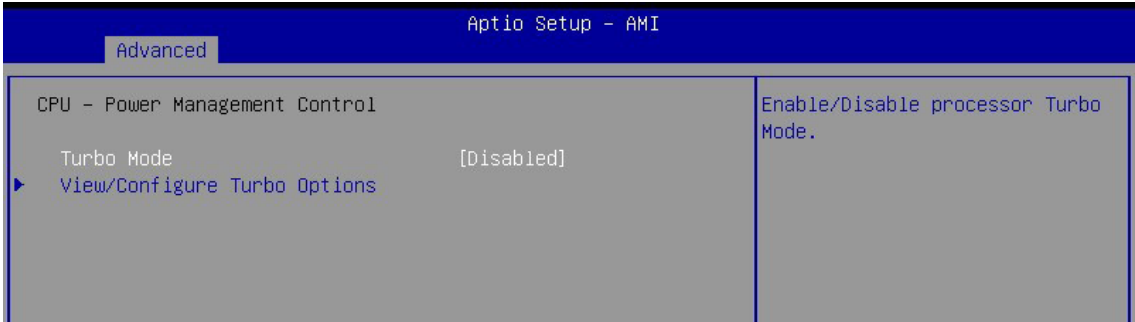 Aptio Setup - AMI
Advanced
CPU - Power Management Control
Turbo Mode [Disabled]
View/Configure Turbo Options
Enable/Disable processor Turbo
Mode.